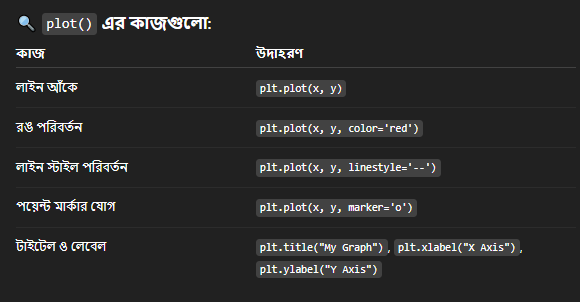 🔍 plot() এর কাজগুলো:
কাজ উদাহরণ
লাইন আঁকে plt.plot(x, y)
রঙ পরিবর্তন plt.plot(x, y, color='red')
লাইন স্টাইল পরিবর্তন plt.plot(x, y, linestyle='--')
পয়েন্ট মার্কার যোগ plt.plot(x, y, marker='o')
টাইটেল ও লেবেল plt.title("My Graph"), plt.xlabel("X Axis"),
plt.ylabel("Y Axis")